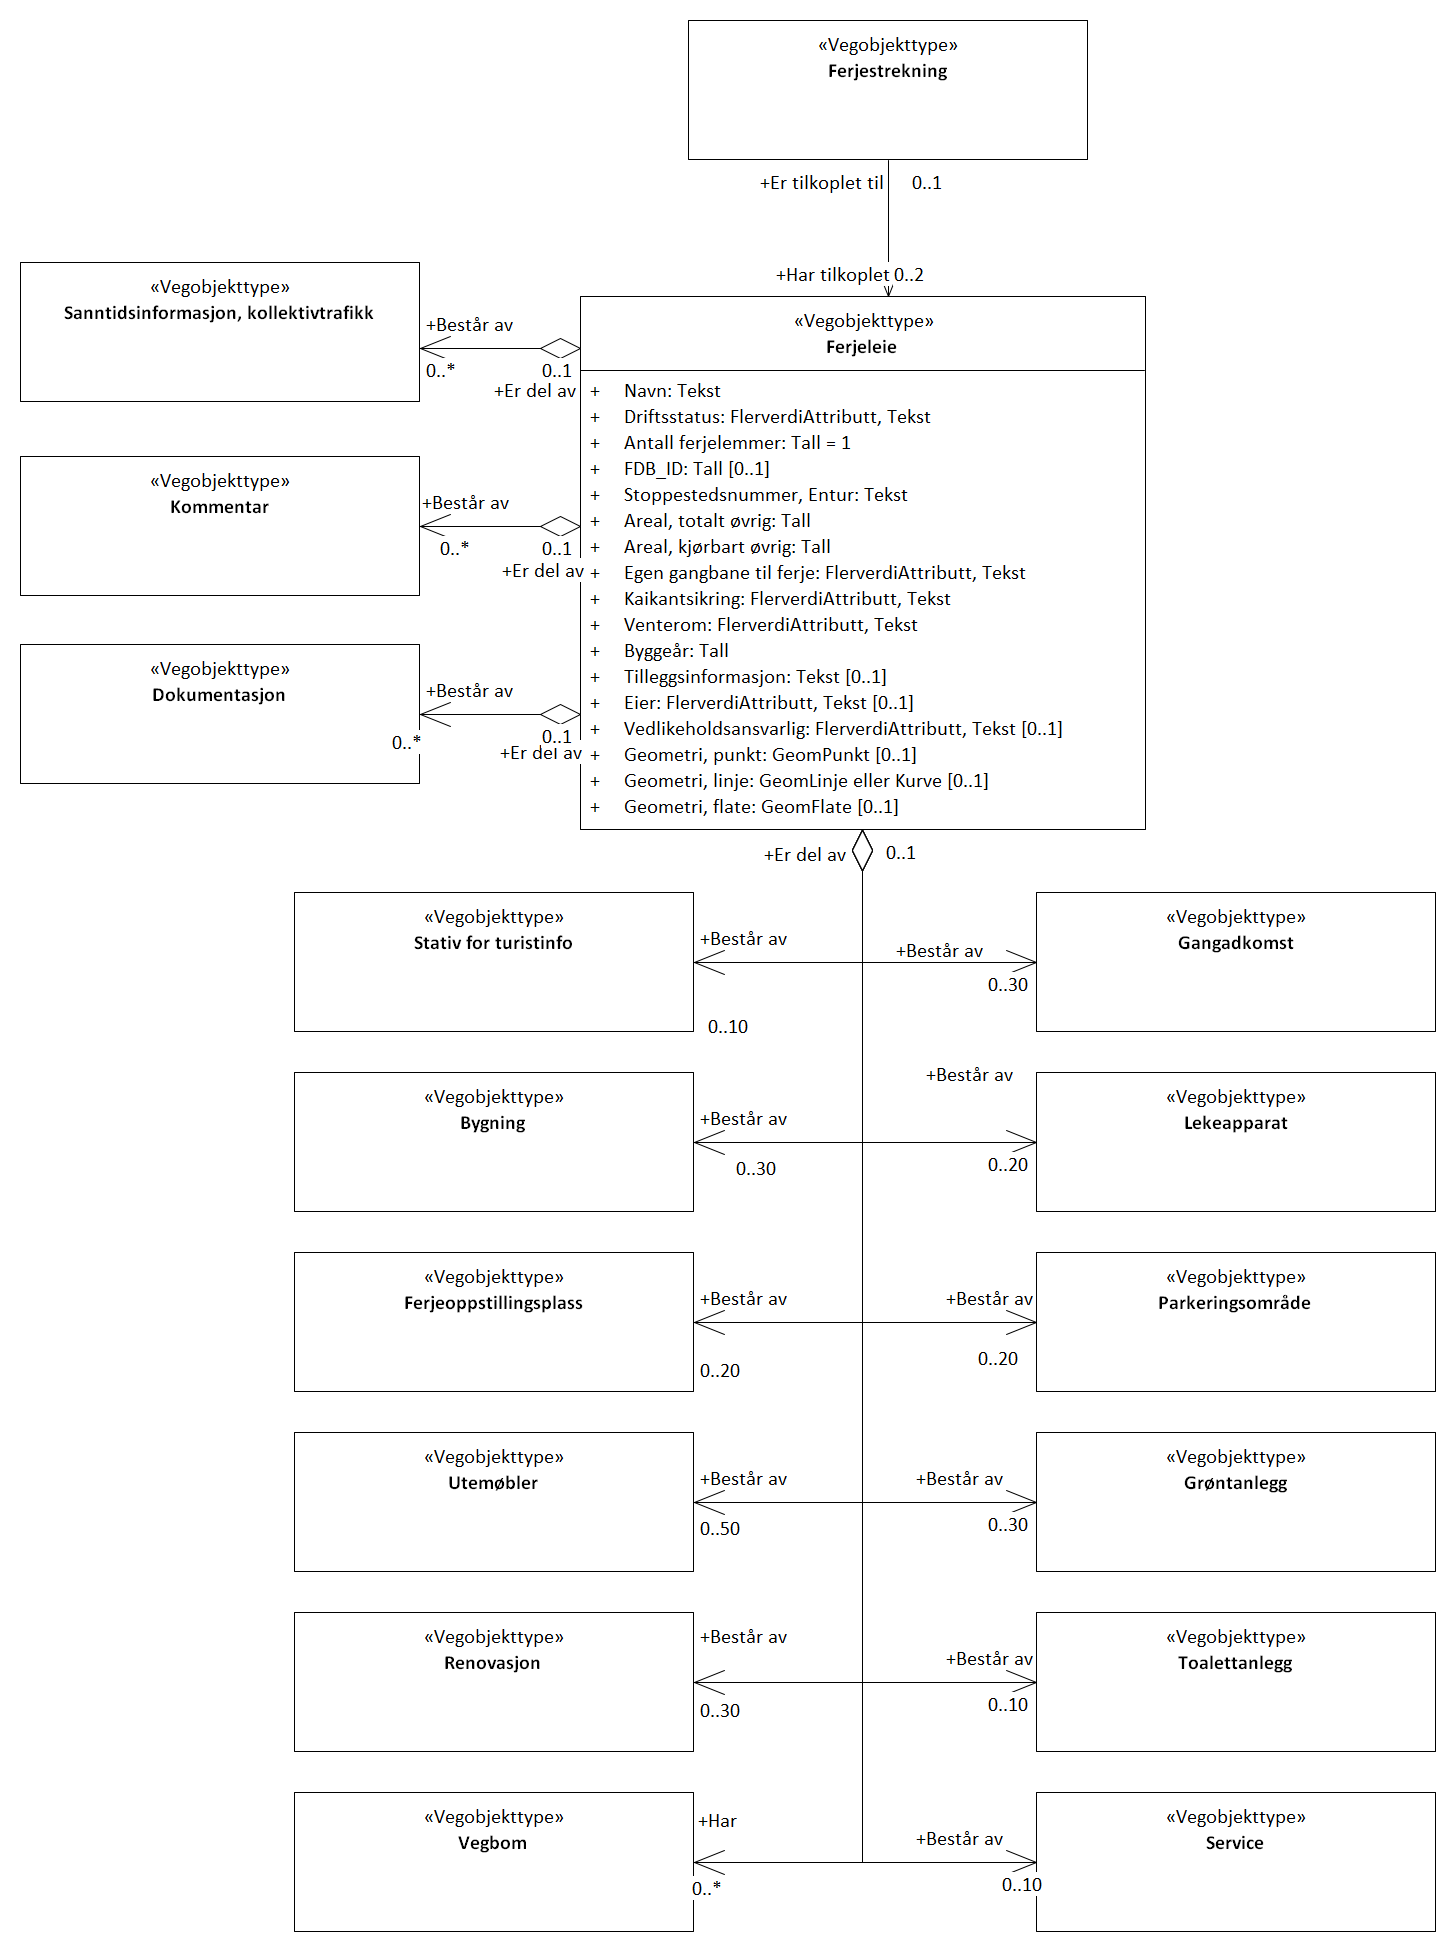 «Vegobjekttype»
Ferjestrekning
+Er tilkoplet til 0..1
+Har tilkoplet 0..2
«Vegobjekttype»
Sanntidsinformasjon, kollektivtrafikk
+Består av
0..*
0..1
+Er del av
«Vegobjekttype»
Kommentar
+Består av
0..*
0..1
+Er del av
«Vegobjekttype»
Dokumentasjon
+Består av
0..*
0..1
+Er del av
«Vegobjekttype»
Ferjeleie
+ Navn: Tekst
+ Driftsstatus: FlerverdiAttributt, Tekst
+ Antall ferjelemmer: Tall = 1
+ FDB_ID: Tall [0..1]
+ Stoppestedsnummer, Entur: Tekst
+ Areal, totalt øvrig: Tall
+ Areal, kjørbart øvrig: Tall
+ Egen gangbane til ferje: FlerverdiAttributt, Tekst
+ Kaikantsikring: FlerverdiAttributt, Tekst
+ Venterom: FlerverdiAttributt, Tekst
+ Byggeår: Tall
+ Tilleggsinformasjon: Tekst [0..1]
+ Eier: FlerverdiAttributt, Tekst [0..1]
+ Vedlikeholdsansvarlig: FlerverdiAttributt, Tekst [0..1]
+ Geometri, punkt: GeomPunkt [0..1]
+ Geometri, linje: GeomLinje eller Kurve [0..1]
+ Geometri, flate: GeomFlate [0..1]
+Er del av 0..1
«Vegobjekttype»
Stativ for turistinfo
+Består av
0..10
«Vegobjekttype»
Gangadkomst
+Består av
0..30
«Vegobjekttype»
Bygning
+Består av
0..30
«Vegobjekttype»
Lekeapparat
+Består av
0..20
«Vegobjekttype»
Ferjeoppstillingsplass
+Består av
0..20
«Vegobjekttype»
Parkeringsområde
+Består av
0..20
«Vegobjekttype»
Utemøbler
+Består av
0..50
«Vegobjekttype»
Grøntanlegg
+Består av
0..30
«Vegobjekttype»
Renovasjon
+Består av
0..30
«Vegobjekttype»
Toalettanlegg
+Består av
0..10
«Vegobjekttype»
Vegbom
+Har
0..*
«Vegobjekttype»
Service
+Består av
0..10